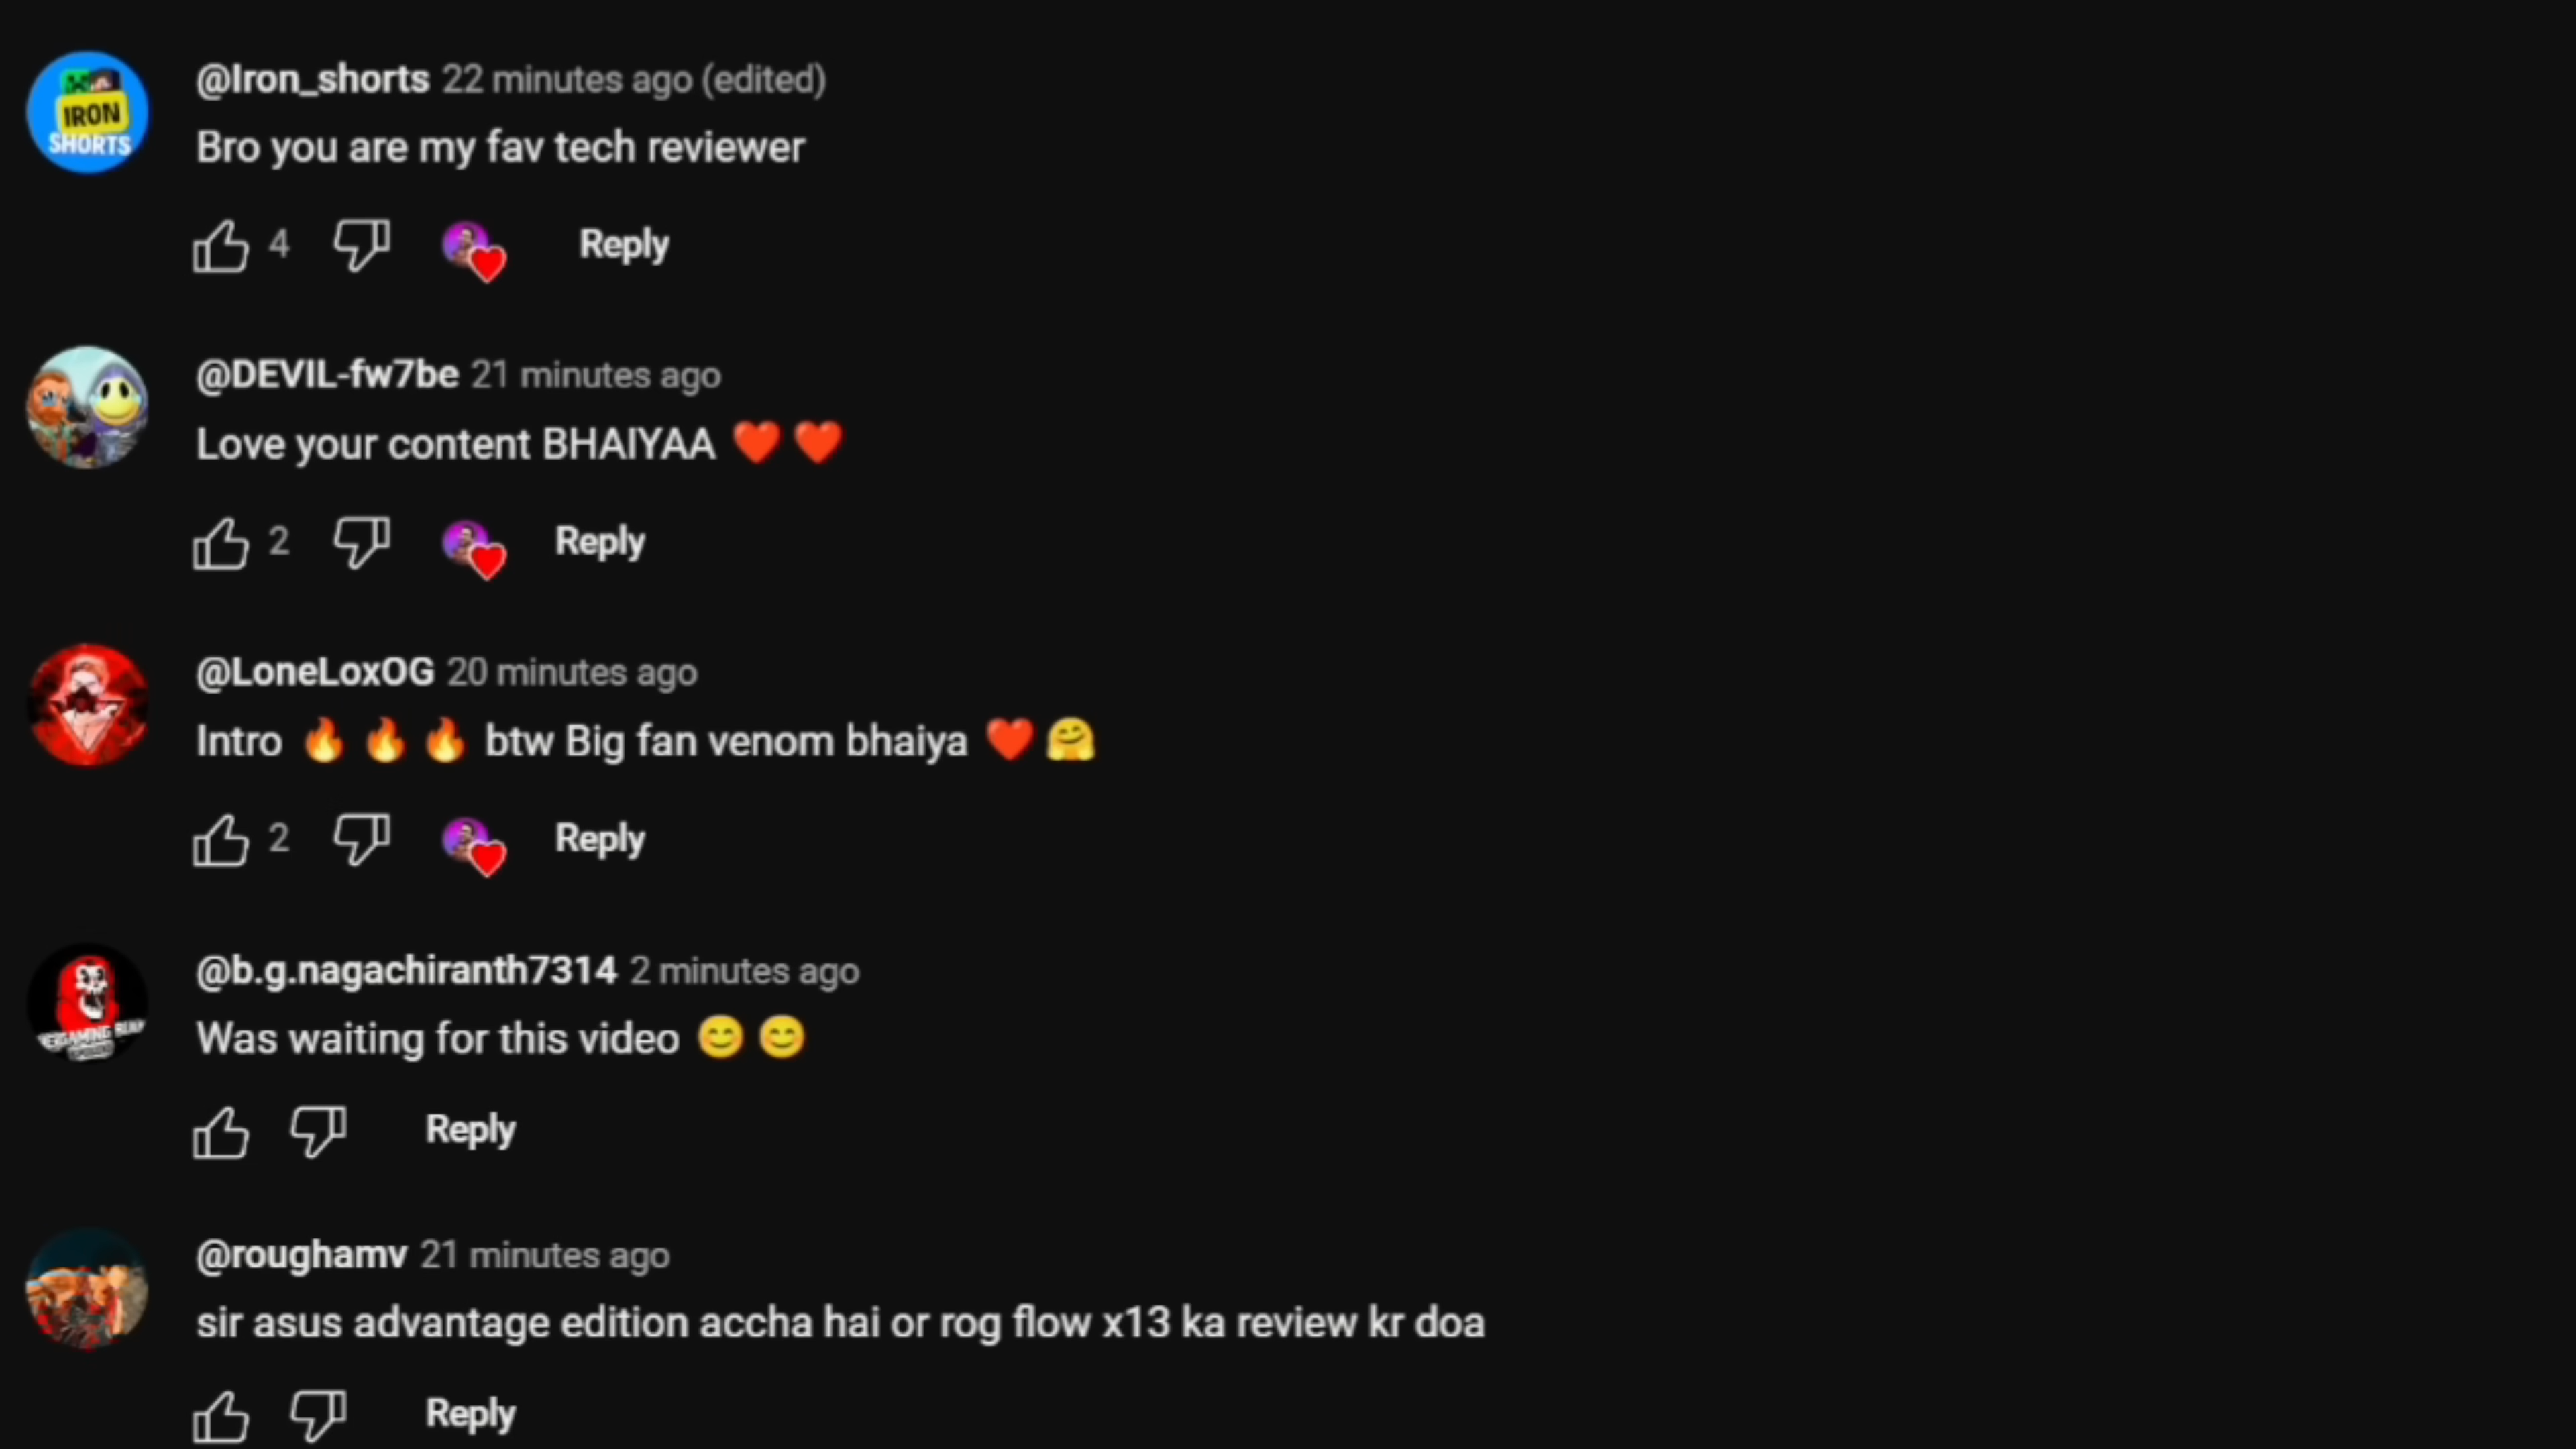 @Iron_shorts 22 minutes ago (edited)
IRON
SHORTS
Bro you are my fav tech reviewer
4 Reply
@DEVIL-fw7be 21 minutes ago
Love your content BHAIYAA ❤️ ❤️
2 Reply
@LoneLoxOG 20 minutes ago
Intro 🔥 🔥 🔥 btw Big fan venom bhaiya ❤️ 🤗
2 Reply
@b.g.nagachiranth7314 2 minutes ago
Was waiting for this video 😊 😊
Reply
@roughamv 21 minutes ago
sir asus advantage edition accha hai or rog flow x13 ka review kr doa
Reply